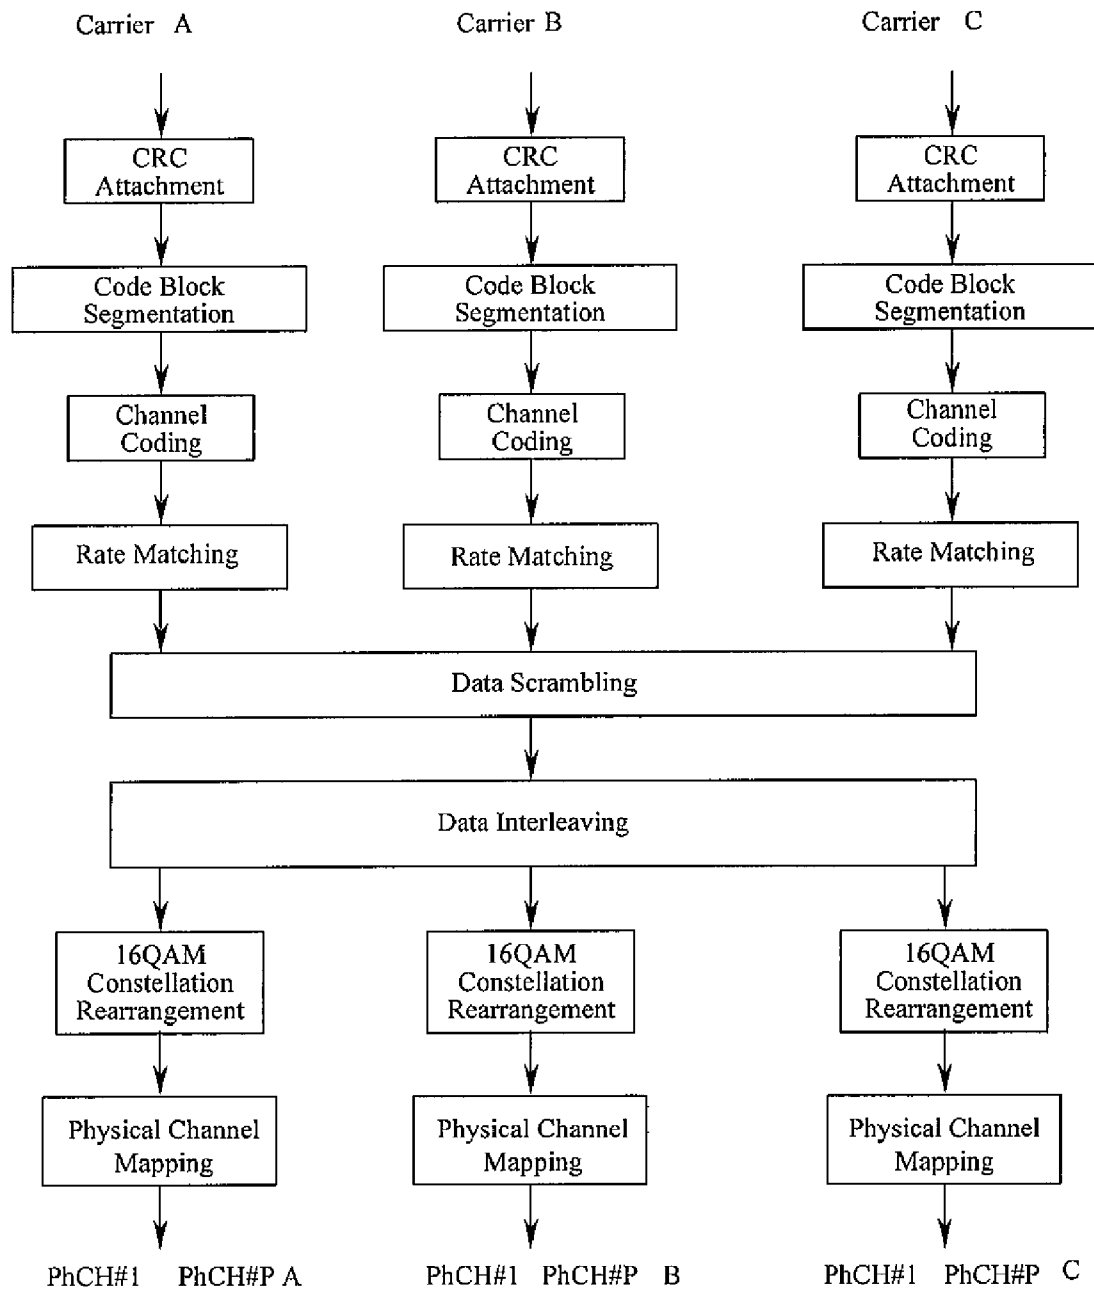 Carrier A
Carrier B
Carrier C
CRC
Attachment
CRC
Attachment
CRC
Attachment
Code Block
Segmentation
Code Block
Segmentation
Code Block
Segmentation
Channel
Coding
Channel
Coding
Channel
Coding
Rate Matching
Rate Matching
Rate Matching
Data Scrambling
Data Interleaving
16QAM
Constellation
Rearrangement
16QAM
Constellation
Rearrangement
16QAM
Constellation
Rearrangement
Physical Channel
Mapping
Physical Channel
Mapping
Physical Channel
Mapping
PhCH#1 PhCH#P A
PhCH#1 PhCH#P B
PhCH#1 PhCH#P C